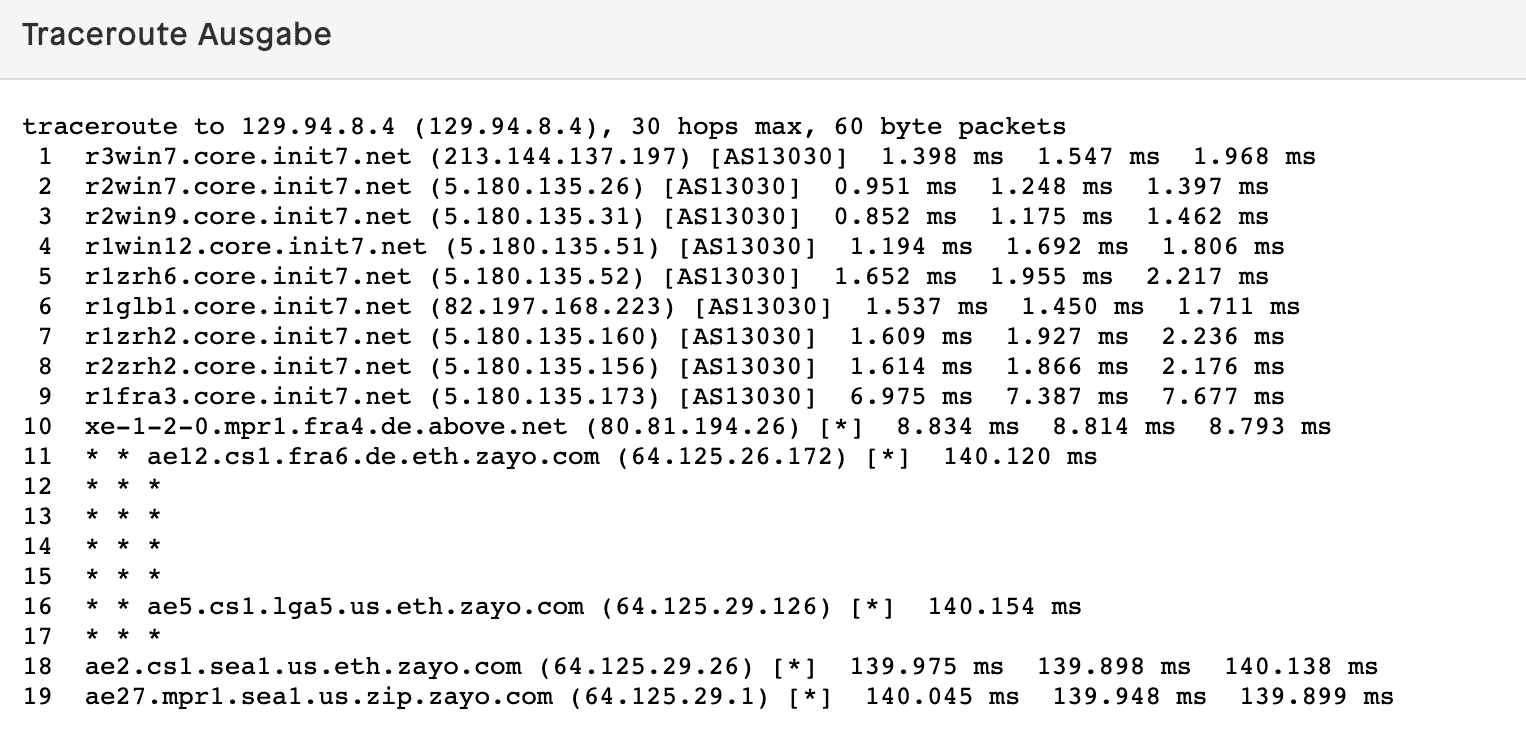 Traceroute Ausgabe
traceroute to 129.94.8.4 (129.94.8.4), 30 hops max, 60 byte packets
1 r3win7.core.init7.net (213.144.137.197) [AS13030] 1.398 ms 1.547 ms 1.968 ms
2 r2win7.core.init7.net (5.180.135.26) [AS13030] 0.951 ms 1.248 ms 1.397 ms
3 r2win9.core.init7.net (5.180.135.31) [AS13030] 0.852 ms 1.175 ms 1.462 ms
4 r1win12.core.init7.net (5.180.135.51) [AS13030] 1.194 ms 1.692 ms 1.806 ms
5 r1zrh6.core.init7.net (5.180.135.52) [AS13030] 1.652 ms 1.955 ms 2.217 ms
6 r1glb1.core.init7.net (82.197.168.223) [AS13030] 1.537 ms 1.450 ms 1.711 ms
7 r1zrh2.core.init7.net (5.180.135.160) [AS13030] 1.609 ms 1.927 ms 2.236 ms
8 r2zrh2.core.init7.net (5.180.135.156) [AS13030] 1.614 ms 1.866 ms 2.176 ms
9 r1fra3.core.init7.net (5.180.135.173) [AS13030] 6.975 ms 7.387 ms 7.677 ms
10 xe-1-2-0.mpr1.fra4.de.above.net (80.81.194.26) [*] 8.834 ms 8.814 ms 8.793 ms
11 * * ae12.cs1.fra6.de.eth.zayo.com (64.125.26.172) [*] 140.120 ms
12 * * *
13 * * *
14 * * *
15 * * *
16 * * ae5.cs1.lga5.us.eth.zayo.com (64.125.29.126) [*] 140.154 ms
17 * * *
18 ae2.cs1.sea1.us.eth.zayo.com (64.125.29.26) [*] 139.975 ms 139.898 ms 140.138 ms
19 ae27.mpr1.sea1.us.zip.zayo.com (64.125.29.1) [*] 140.045 ms 139.948 ms 139.899 ms